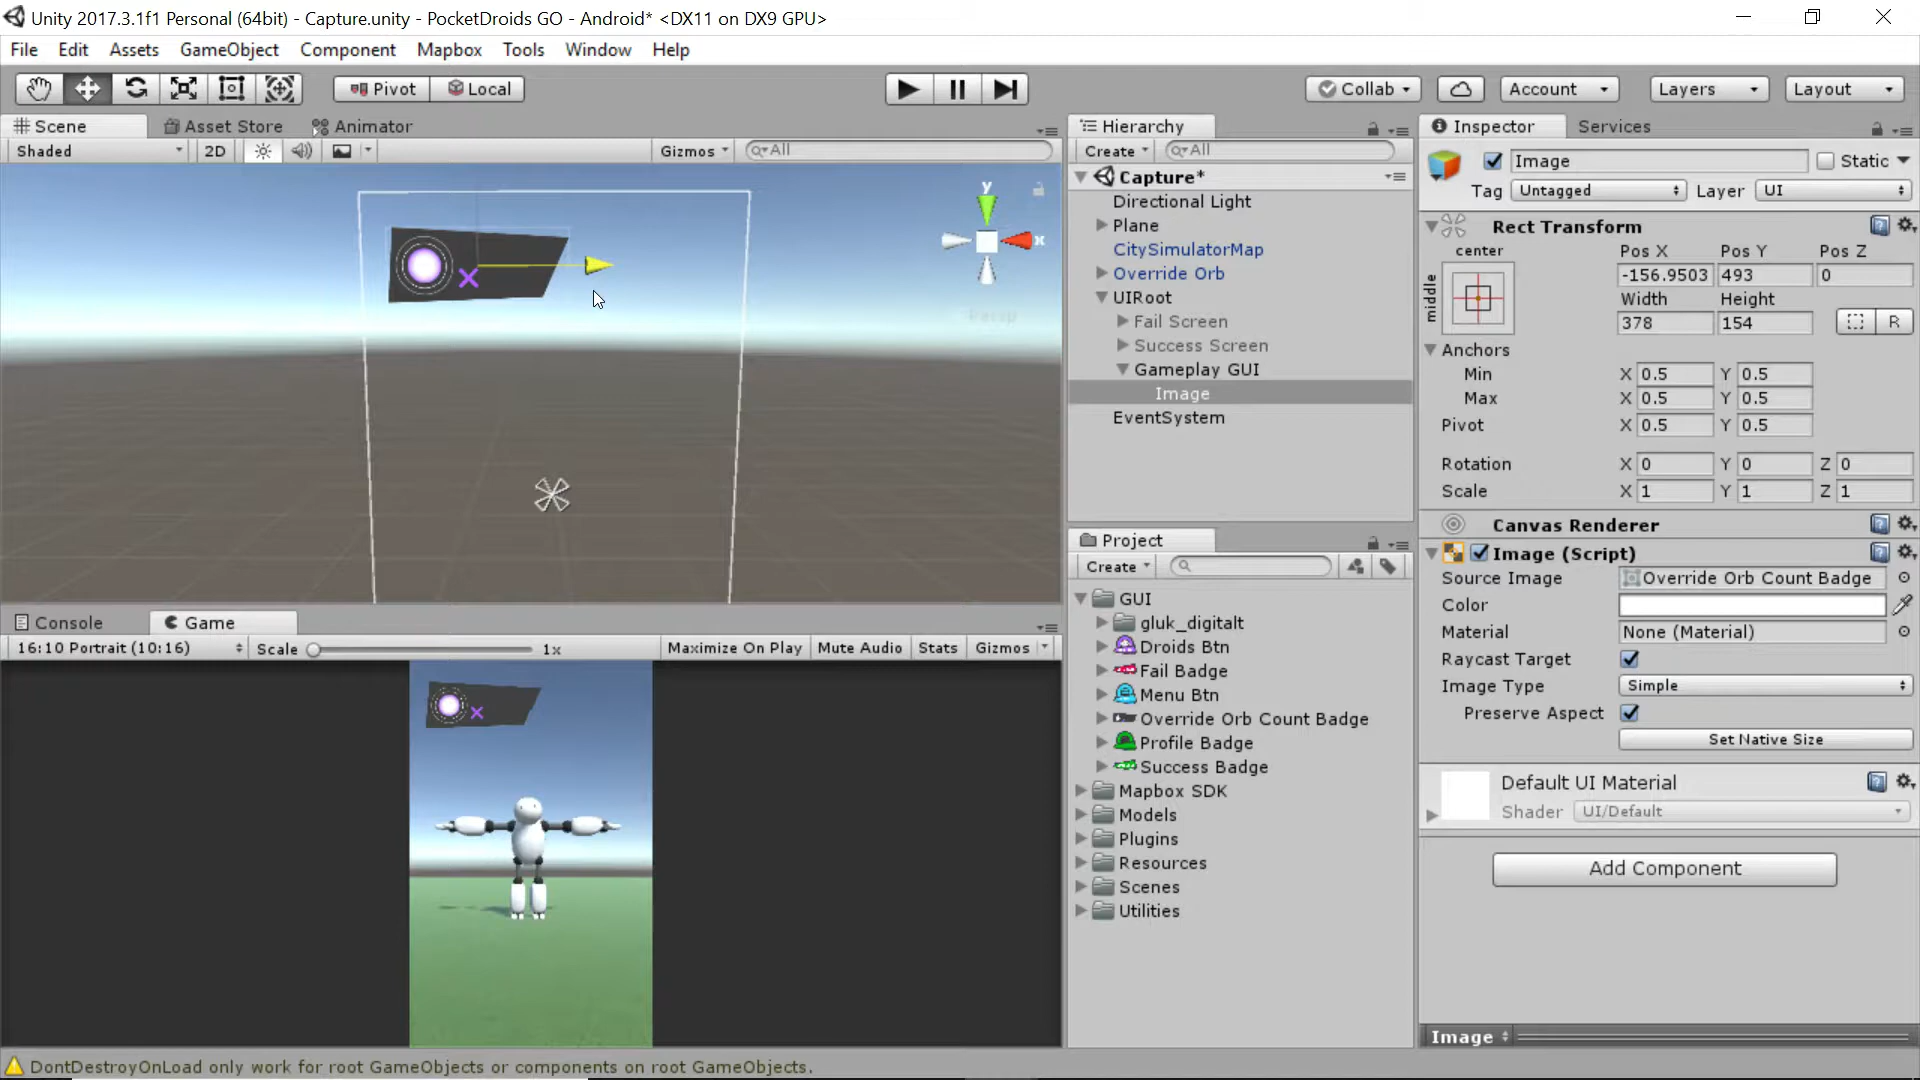 Unity 2017.3.1f1 Personal (64bit) - Capture.unity - PocketDroids GO - Android* <DX11 on DX9 GPU>
File Edit Assets GameObject Component Mapbox Tools Window Help
Pivot Local Collab Account Layers Layout
Scene Asset Store Animator
Shaded 2D Gizmos All
y
x
Persp
Console Game
16:10 Portrait (10:16) Scale 1x Maximize On Play Mute Audio Stats Gizmos
Hierarchy
Create All
Capture*
Directional Light
Plane
CitySimulatorMap
Override Orb
UIRoot
Fail Screen
Success Screen
Gameplay GUI
Image
EventSystem
Project
Create
GUI
gluk_digitalt
Droids Btn
Fail Badge
Menu Btn
Override Orb Count Badge
Profile Badge
Success Badge
Mapbox SDK
Models
Plugins
Resources
Scenes
Utilities
Inspector Services
Image Static
Tag Untagged Layer UI
Rect Transform
center Pos X Pos Y Pos Z
middle -156.9503 493 0
Width Height
378 154 R
Anchors
Min X 0.5 Y 0.5
Max X 0.5 Y 0.5
Pivot X 0.5 Y 0.5
Rotation X 0 Y 0 Z 0
Scale X 1 Y 1 Z 1
Canvas Renderer
Image (Script)
Source Image Override Orb Count Badge
Color
Material None (Material)
Raycast Target
Image Type Simple
Preserve Aspect
Set Native Size
Default UI Material
Shader UI/Default
Add Component
Image
DontDestroyOnLoad only work for root GameObjects or components on root GameObjects.